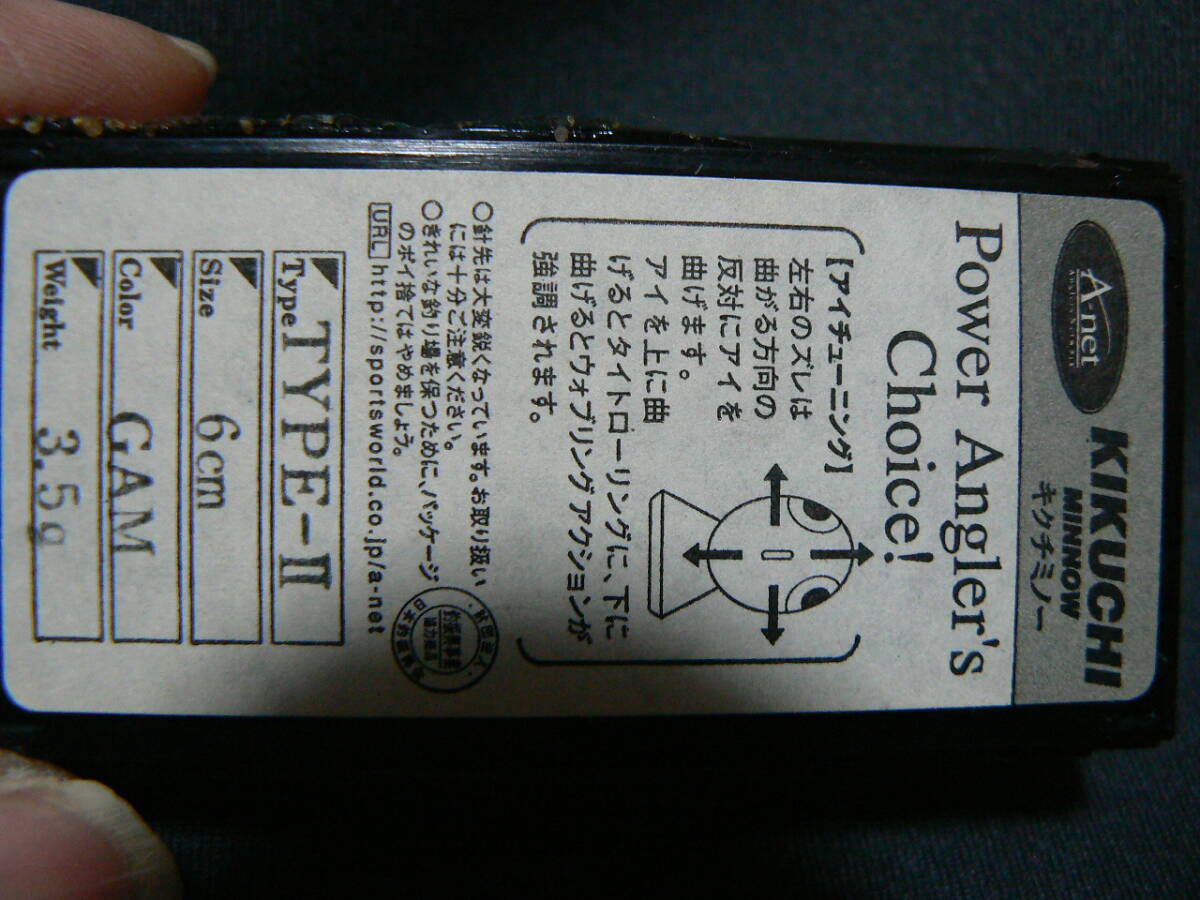 A-net
KIKUCHI
MINNOW
キクチミノー
Power Angler's
Choice!
【アイチューニング】
左右のズレは
曲がる方向の
反対にアイを
曲げます。
アイを上に曲
げるとタイトローリングに、下に
曲げるとウォブリングアクションが
強調されます。
○針先は大変鋭くなっています。お取り扱い
には十分ご注意ください。
○きれいな釣り場を保つために、パッケージ
のポイ捨てはやめましょう。
URL http://sportsworld.co.jp/a-net
Type TYPE-II
Size 6cm
Color GAM
Weight 3.5g